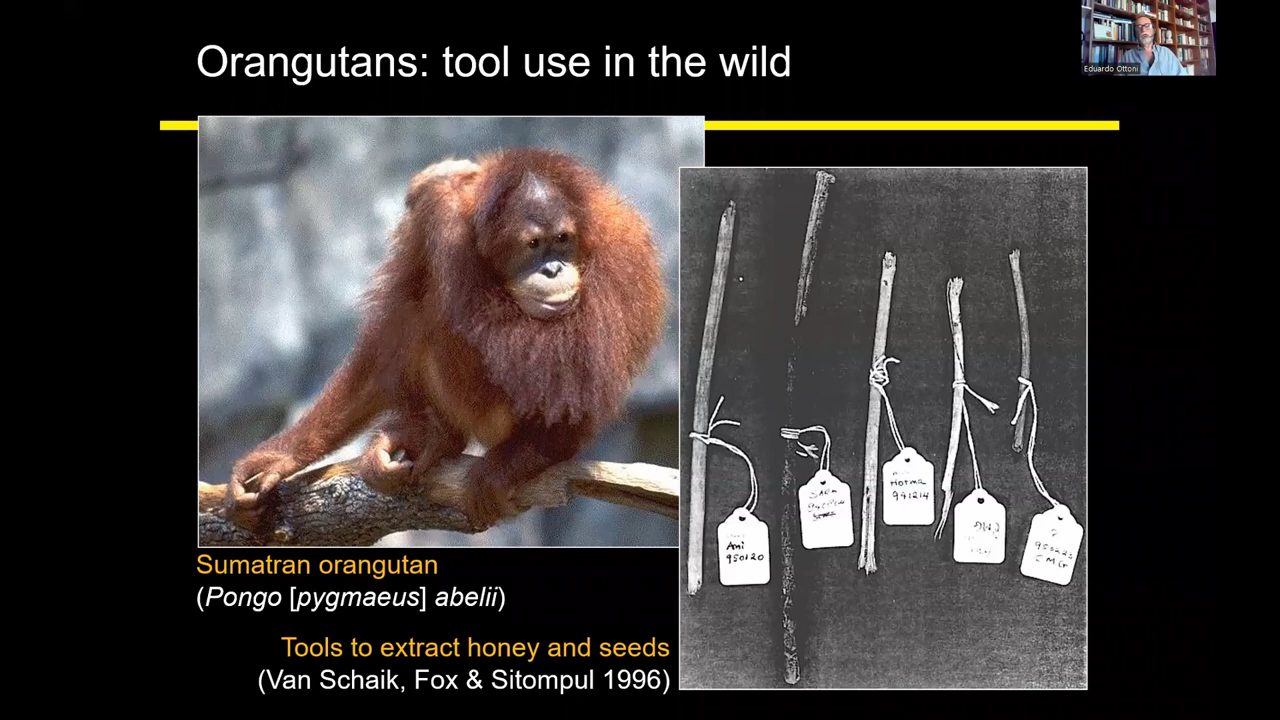 Orangutans: tool use in the wild
Eduardo Ottoni
Sumatran orangutan
(Pongo [pygmaeus] abelii)
Tools to extract honey and seeds
(Van Schaik, Fox & Sitompul 1996)
Ani
950120
Hotma
941214